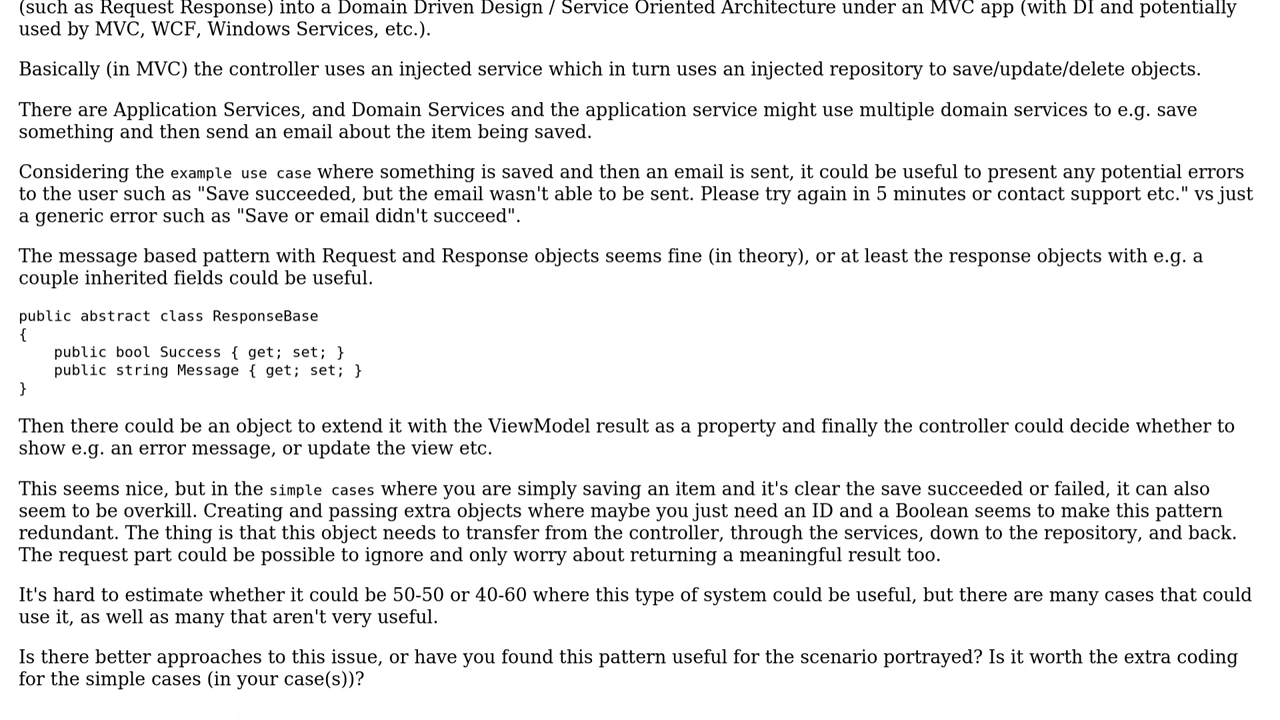 (such as Request Response) into a Domain Driven Design / Service Oriented Architecture under an MVC app (with DI and potentially
used by MVC, WCF, Windows Services, etc.).
Basically (in MVC) the controller uses an injected service which in turn uses an injected repository to save/update/delete objects.
There are Application Services, and Domain Services and the application service might use multiple domain services to e.g. save
something and then send an email about the item being saved.
Considering the example use case where something is saved and then an email is sent, it could be useful to present any potential errors
to the user such as "Save succeeded, but the email wasn't able to be sent. Please try again in 5 minutes or contact support etc." vs just
a generic error such as "Save or email didn't succeed".
The message based pattern with Request and Response objects seems fine (in theory), or at least the response objects with e.g. a
couple inherited fields could be useful.
public abstract class ResponseBase
{
    public bool Success { get; set; }
    public string Message { get; set; }
}
Then there could be an object to extend it with the ViewModel result as a property and finally the controller could decide whether to
show e.g. an error message, or update the view etc.
This seems nice, but in the simple cases where you are simply saving an item and it's clear the save succeeded or failed, it can also
seem to be overkill. Creating and passing extra objects where maybe you just need an ID and a Boolean seems to make this pattern
redundant. The thing is that this object needs to transfer from the controller, through the services, down to the repository, and back.
The request part could be possible to ignore and only worry about returning a meaningful result too.
It's hard to estimate whether it could be 50-50 or 40-60 where this type of system could be useful, but there are many cases that could
use it, as well as many that aren't very useful.
Is there better approaches to this issue, or have you found this pattern useful for the scenario portrayed? Is it worth the extra coding
for the simple cases (in your case(s))?